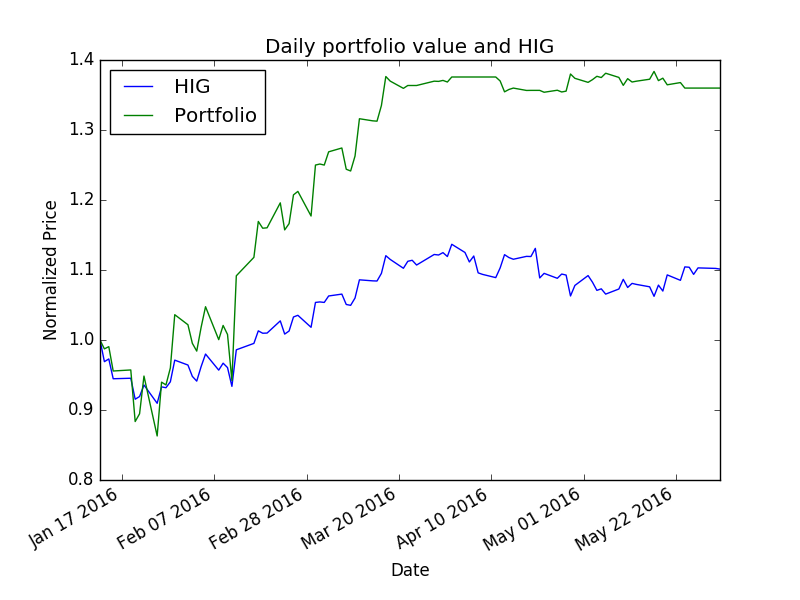 Daily portfolio value and HIG
HIG
Portfolio
1.4
1.3
1.2
1.1
1.0
0.9
0.8
Normalized Price
Jan 17 2016
Feb 07 2016
Feb 28 2016
Mar 20 2016
Apr 10 2016
May 01 2016
May 22 2016
Date